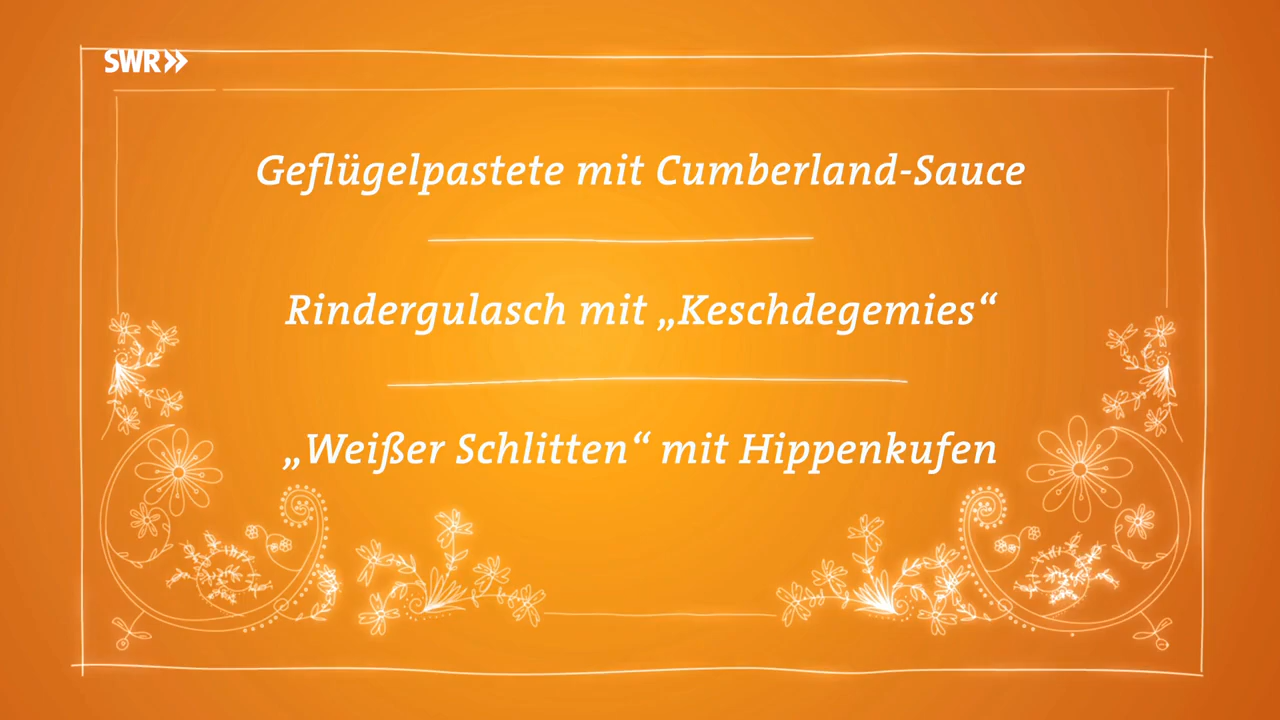 SWR»
Geflügelpastete mit Cumberland-Sauce
Rindergulasch mit „Keschdegemies“
„Weißer Schlitten“ mit Hippenkufen